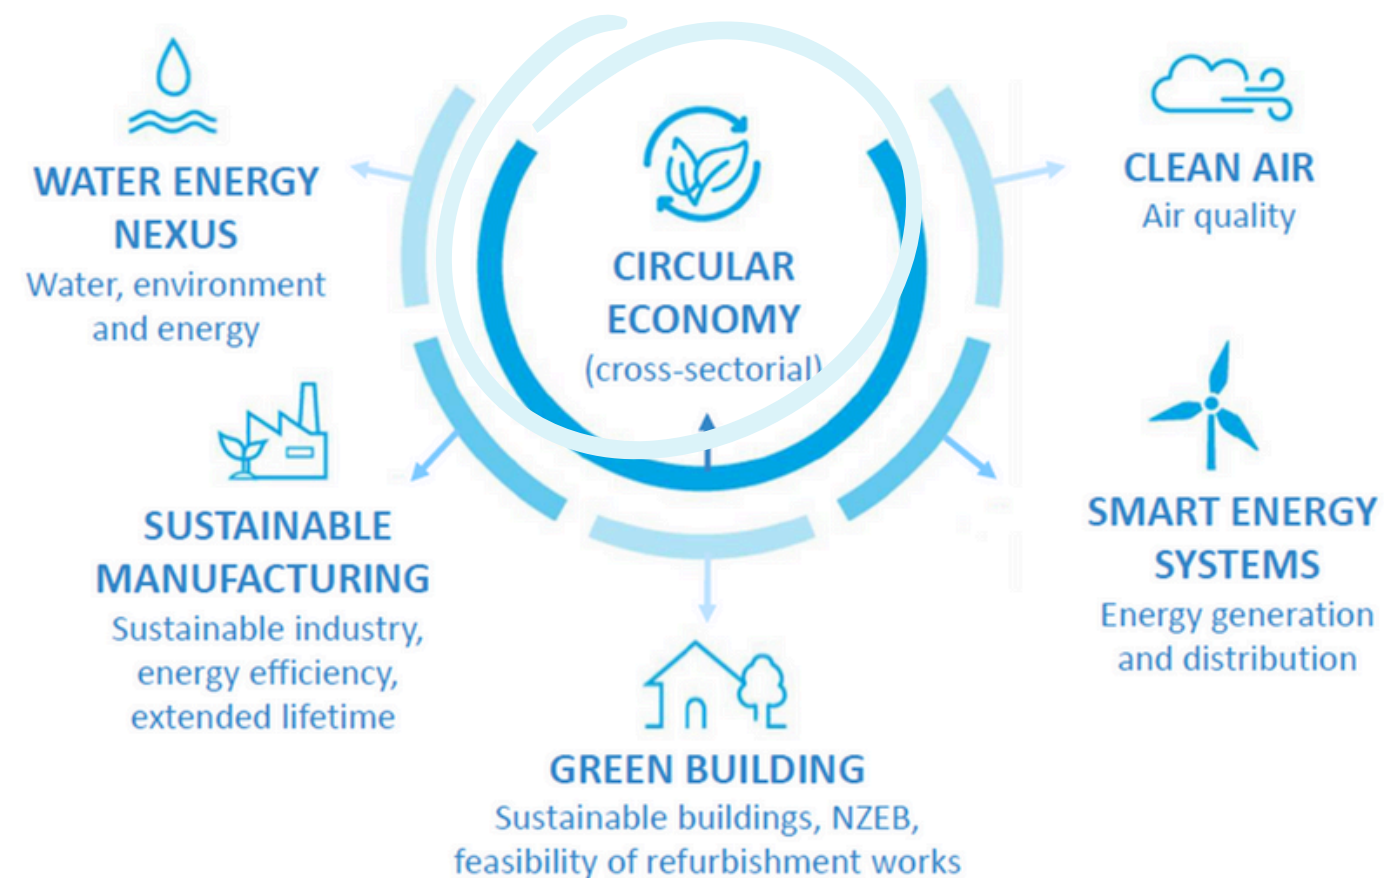 WATER ENERGY
NEXUS
Water, environment
and energy
CIRCULAR
ECONOMY
(cross-sectorial)
CLEAN AIR
Air quality
SUSTAINABLE
MANUFACTURING
Sustainable industry,
energy efficiency,
extended lifetime
SMART ENERGY
SYSTEMS
Energy generation
and distribution
GREEN BUILDING
Sustainable buildings, NZEB,
feasibility of refurbishment works